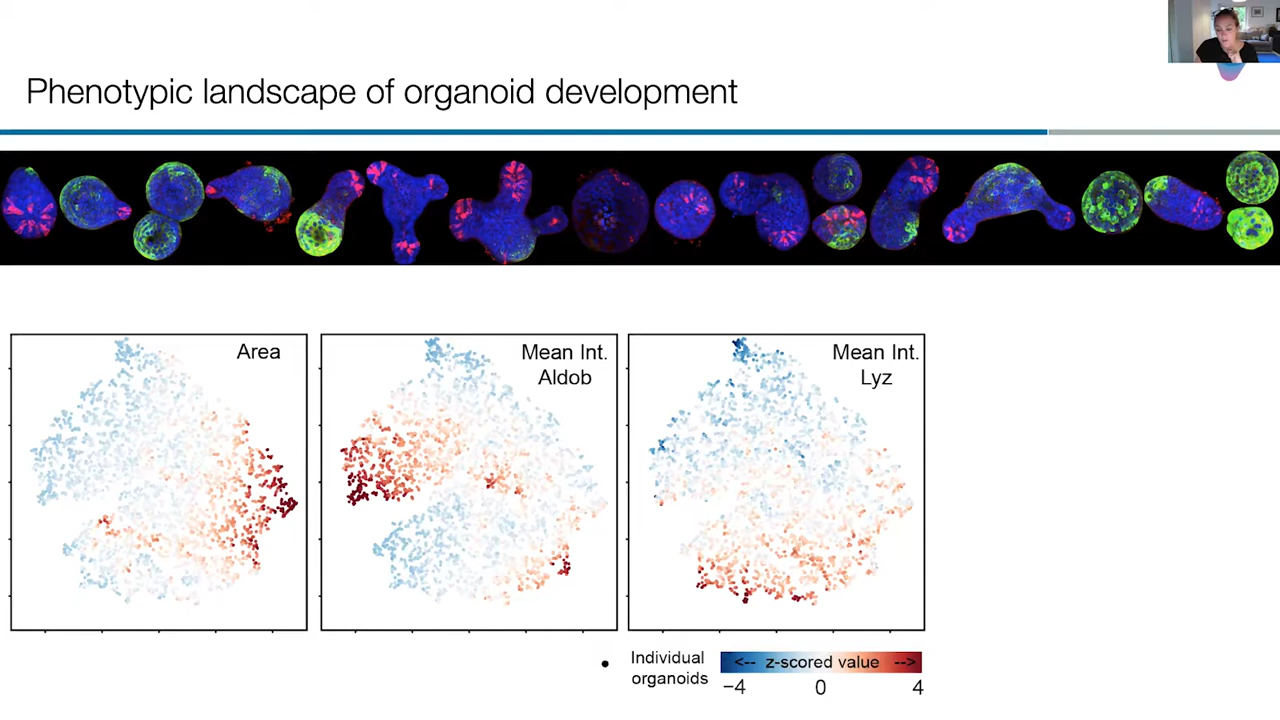 Phenotypic landscape of organoid development
Area
Mean Int.
Aldob
Mean Int.
Lyz
• Individual
organoids
<-- z-scored value -->
−4 0 4